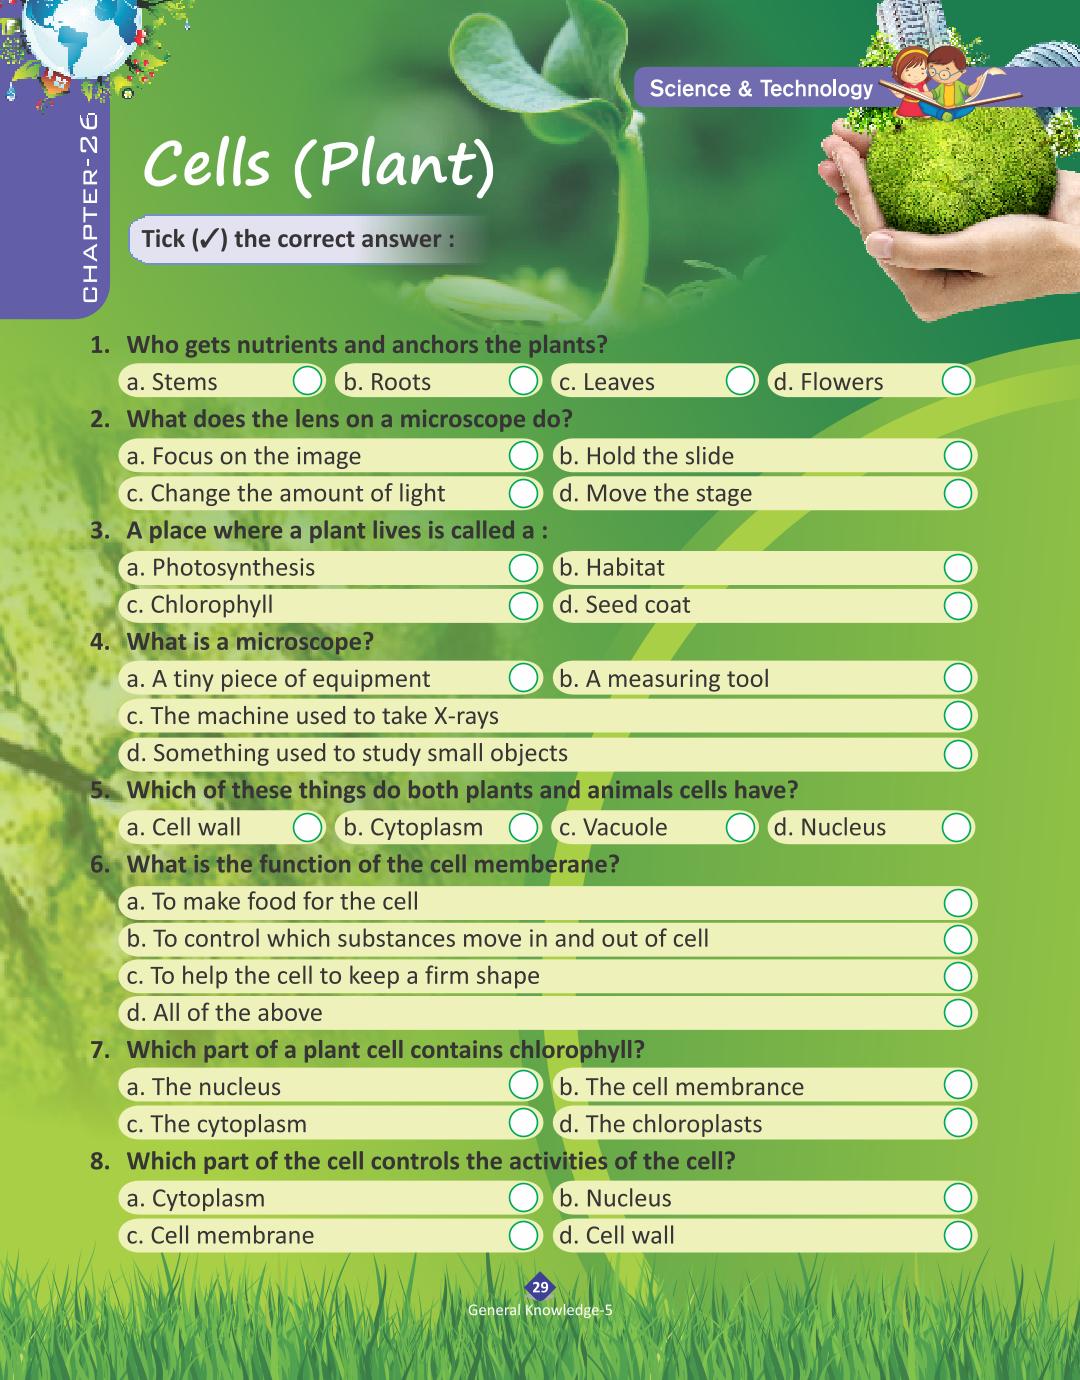 Science & Technology
CHAPTER-26
Cells (Plant)
Tick (✓) the correct answer :
1. Who gets nutrients and anchors the plants?
a. Stems b. Roots c. Leaves d. Flowers
2. What does the lens on a microscope do?
a. Focus on the image b. Hold the slide
c. Change the amount of light d. Move the stage
3. A place where a plant lives is called a :
a. Photosynthesis b. Habitat
c. Chlorophyll d. Seed coat
4. What is a microscope?
a. A tiny piece of equipment b. A measuring tool
c. The machine used to take X-rays
d. Something used to study small objects
5. Which of these things do both plants and animals cells have?
a. Cell wall b. Cytoplasm c. Vacuole d. Nucleus
6. What is the function of the cell memberane?
a. To make food for the cell
b. To control which substances move in and out of cell
c. To help the cell to keep a firm shape
d. All of the above
7. Which part of a plant cell contains chlorophyll?
a. The nucleus b. The cell membrance
c. The cytoplasm d. The chloroplasts
8. Which part of the cell controls the activities of the cell?
a. Cytoplasm b. Nucleus
c. Cell membrane d. Cell wall
29
General Knowledge-5